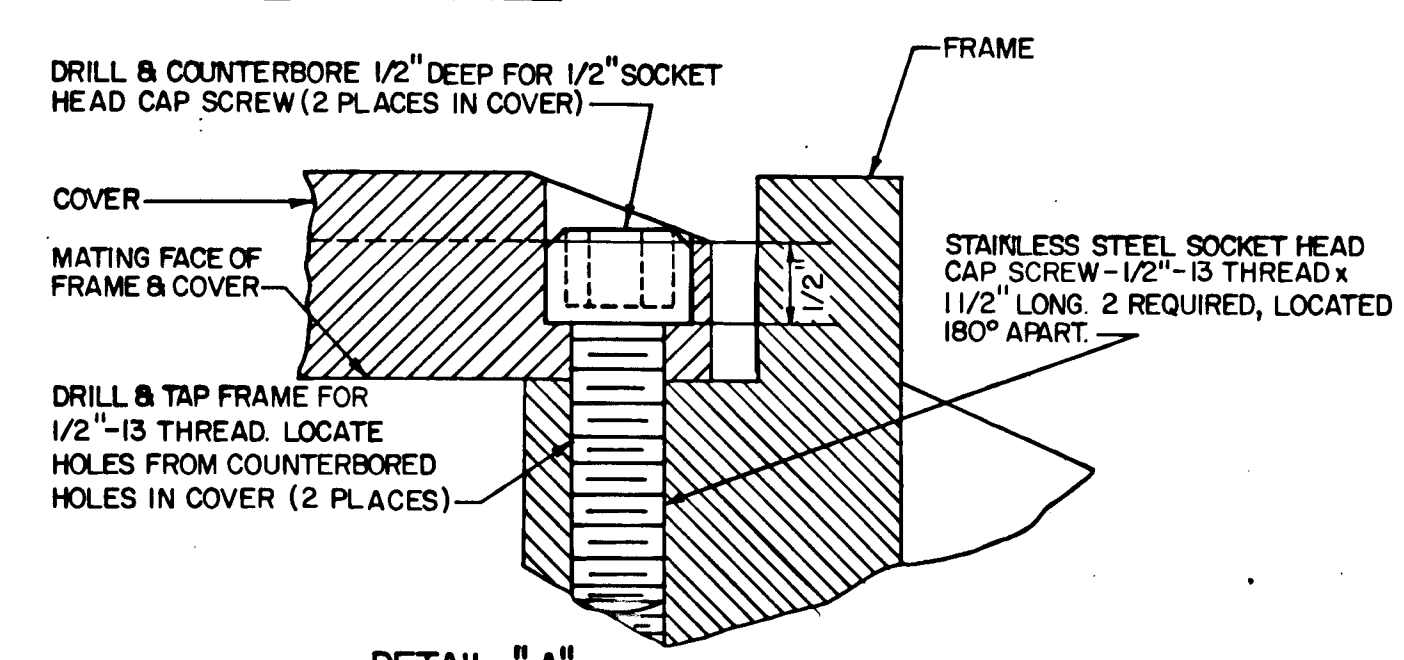 DRILL & COUNTERBORE 1/2" DEEP FOR 1/2" SOCKET
HEAD CAP SCREW (2 PLACES IN COVER)
FRAME
COVER
MATING FACE OF
FRAME & COVER
1/2"
STAINLESS STEEL SOCKET HEAD
CAP SCREW-1/2"-13 THREAD x
1 1/2" LONG. 2 REQUIRED, LOCATED
180° APART.
DRILL & TAP FRAME FOR
1/2"-13 THREAD. LOCATE
HOLES FROM COUNTERBORED
HOLES IN COVER (2 PLACES)
DETAIL "A"